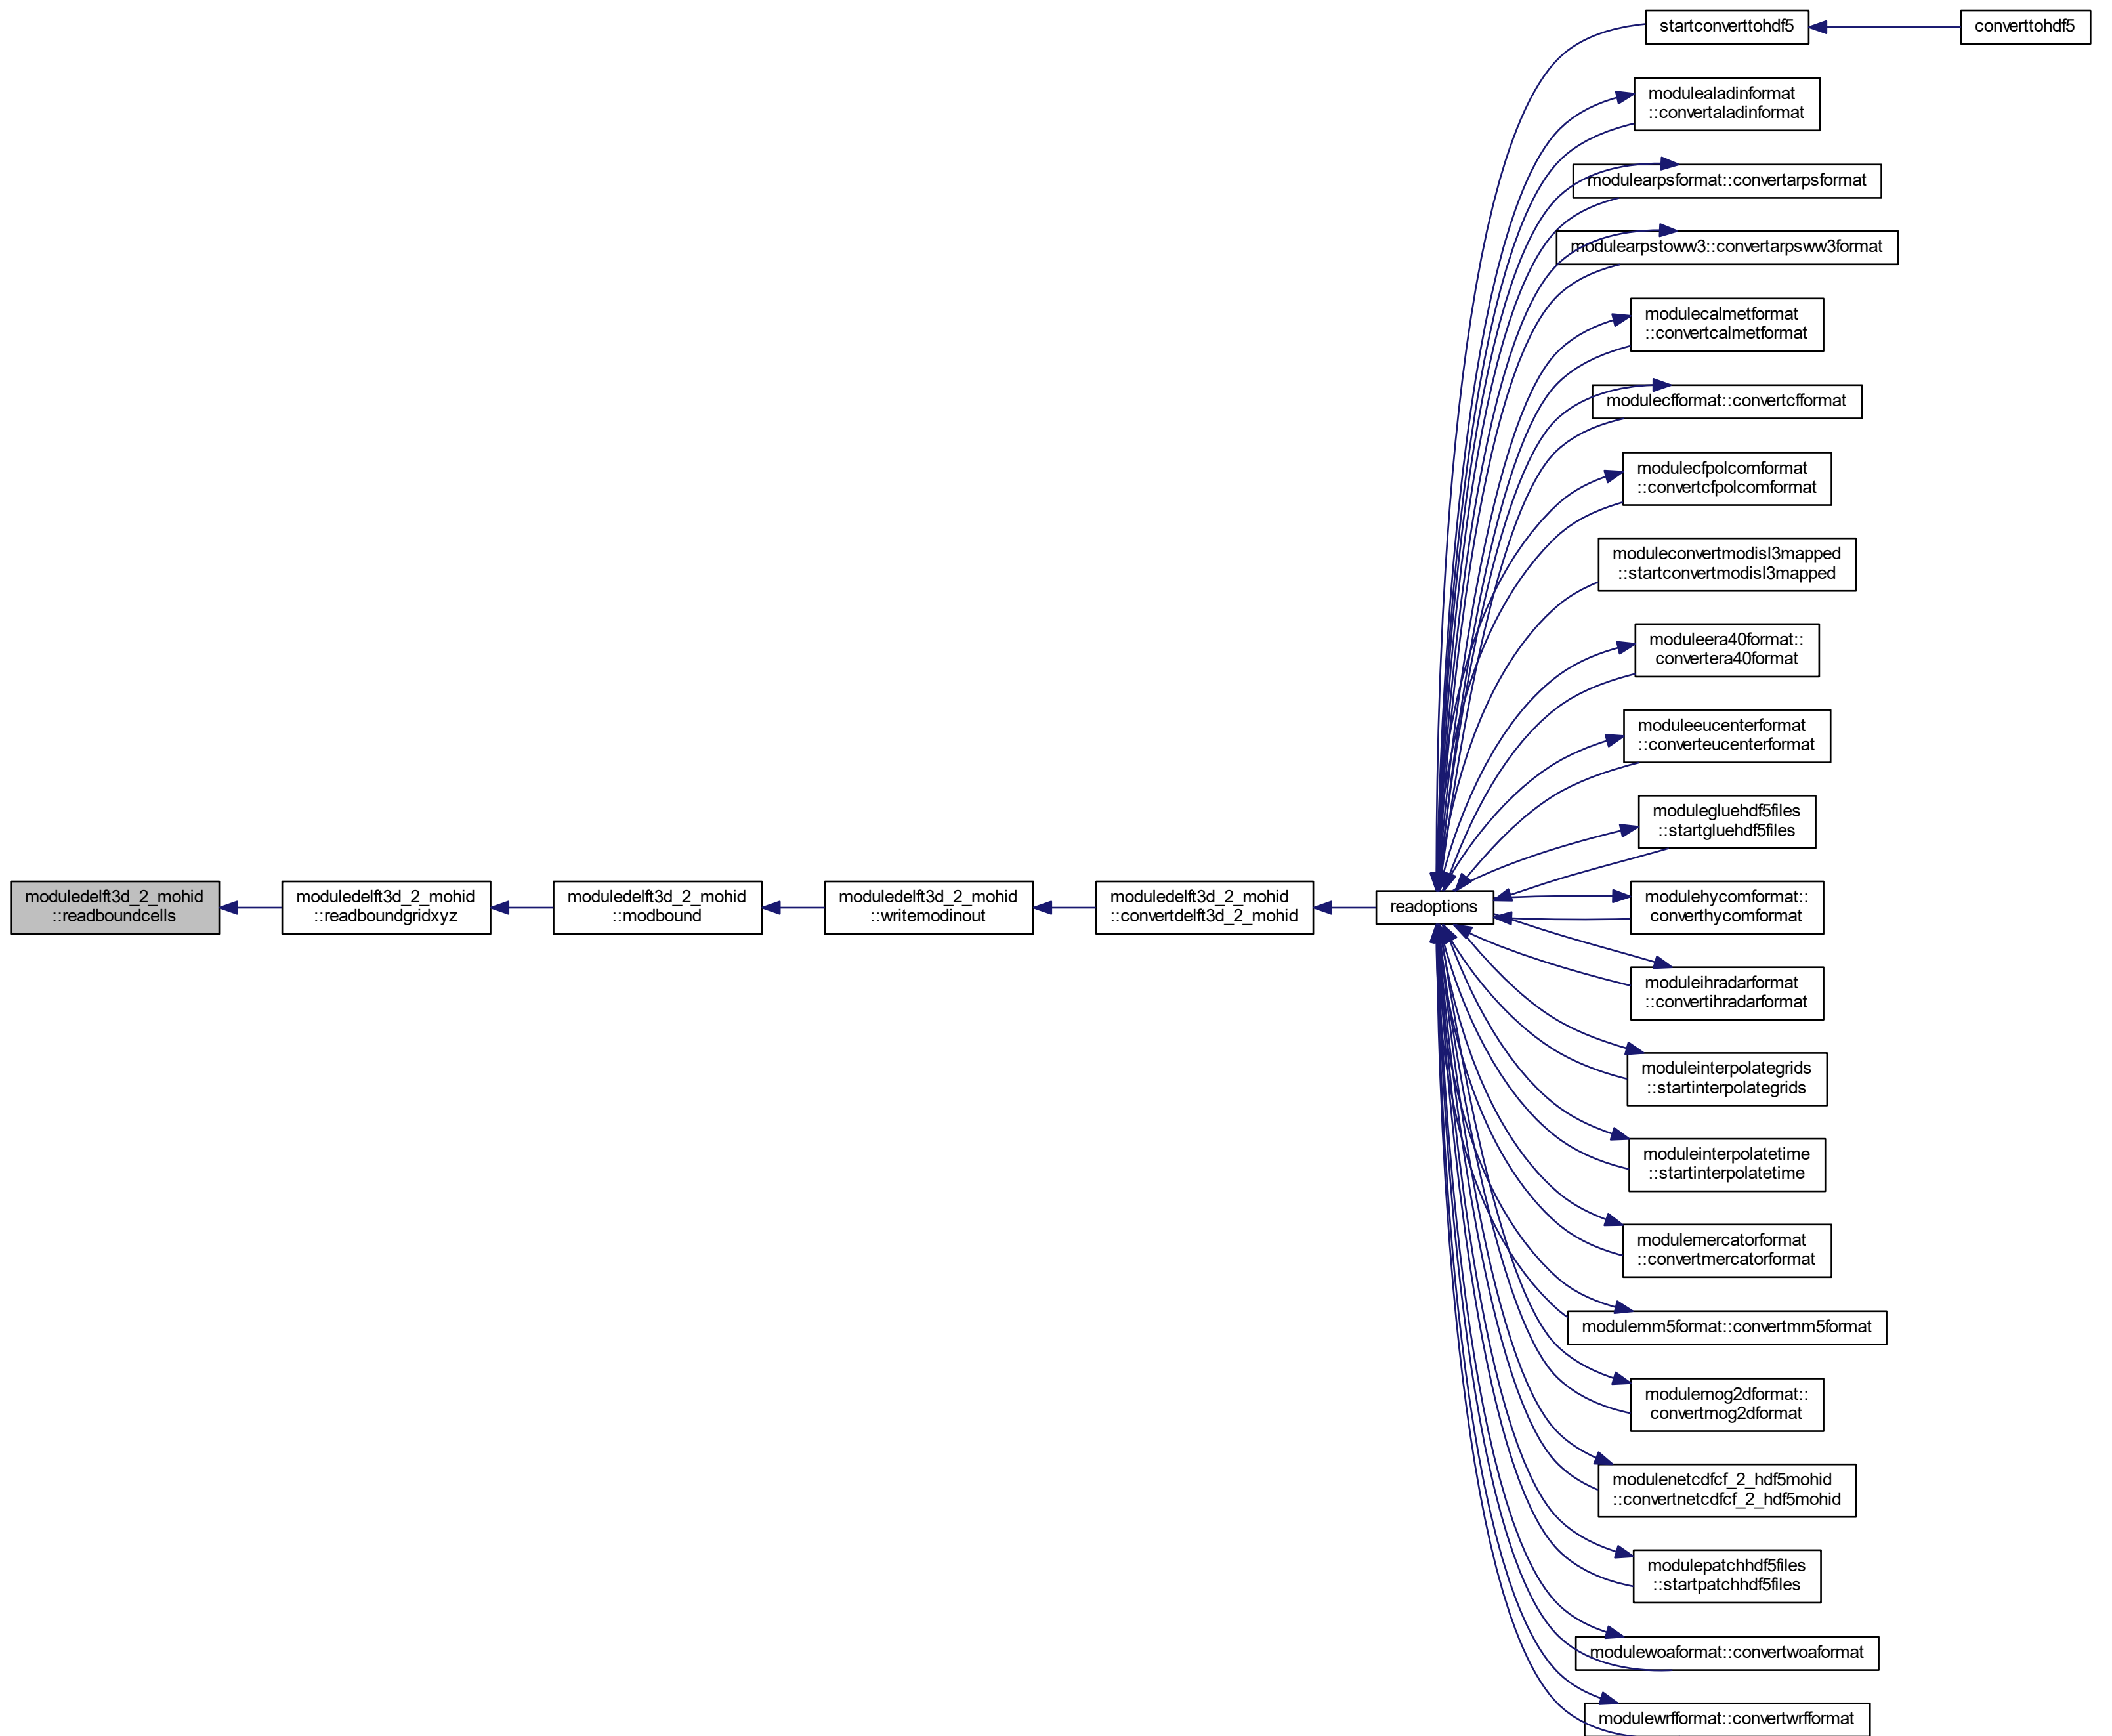 startconverttohdf5
converttohdf5
modulealadinformat
::convertaladinformat
modulearpsformat::convertarpsformat
modulearpstoww3::convertarpsww3format
modulecalmetformat
::convertcalmetformat
modulecfformat::convertcfformat
modulecfpolcomformat
::convertcfpolcomformat
moduleconvertmodisl3mapped
::startconvertmodisl3mapped
moduleera40format::
convertera40format
moduleeucenterformat
::converteucenterformat
modulegluehdf5files
::startgluehdf5files
moduledelft3d_2_mohid
::readboundcells
moduledelft3d_2_mohid
::readboundgridxyz
moduledelft3d_2_mohid
::modbound
moduledelft3d_2_mohid
::writemodinout
moduledelft3d_2_mohid
::convertdelft3d_2_mohid
readoptions
modulehycomformat::
converthycomformat
moduleihradarformat
::convertihradarformat
moduleinterpolategrids
::startinterpolategrids
moduleinterpolatetime
::startinterpolatetime
modulemercatorformat
::convertmercatorformat
modulemm5format::convertmm5format
modulemog2dformat::
convertmog2dformat
modulenetcdfcf_2_hdf5mohid
::convertnetcdfcf_2_hdf5mohid
modulepatchhdf5files
::startpatchhdf5files
modulewoaformat::convertwoaformat
modulewrfformat::convertwrfformat